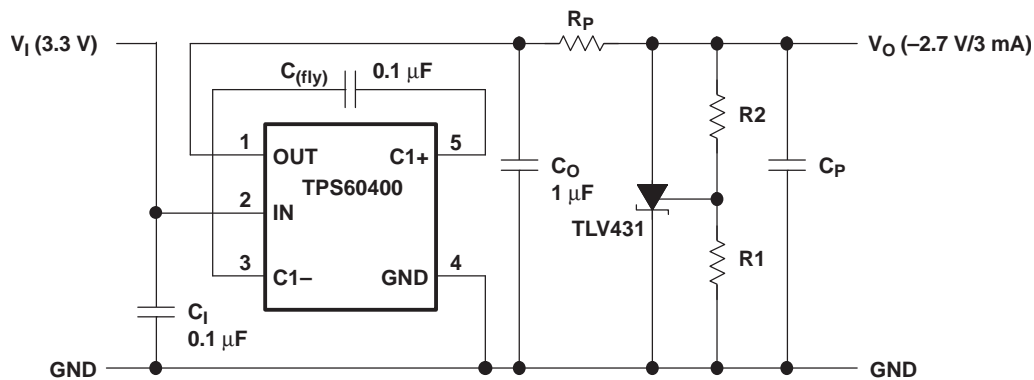 V_I (3.3 V)
R_P
V_O (–2.7 V/3 mA)
C_(fly)
0.1 μF
R2
1
OUT
C1+
5
TPS60400
C_O
1 μF
C_P
2
IN
TLV431
R1
3
C1–
GND
4
C_I
0.1 μF
GND
GND